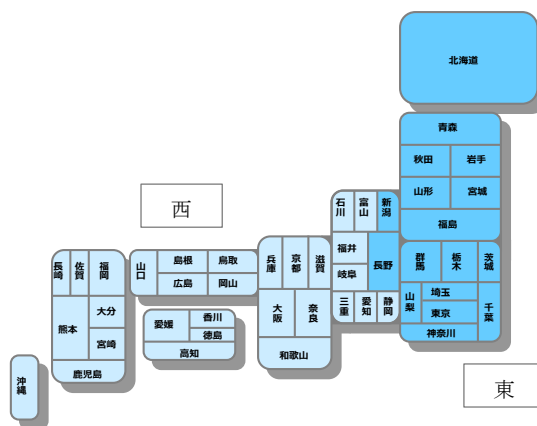 北海道
青森
秋田
岩手
山形
宮城
福島
西
石川
富山
新潟
福井
長野
岐阜
三重
愛知
静岡
群馬
栃木
茨城
山梨
埼玉
東京
千葉
神奈川
兵庫
京都
滋賀
大阪
奈良
和歌山
山口
島根
鳥取
広島
岡山
愛媛
香川
徳島
高知
長崎
佐賀
福岡
熊本
大分
宮崎
鹿児島
沖縄
東